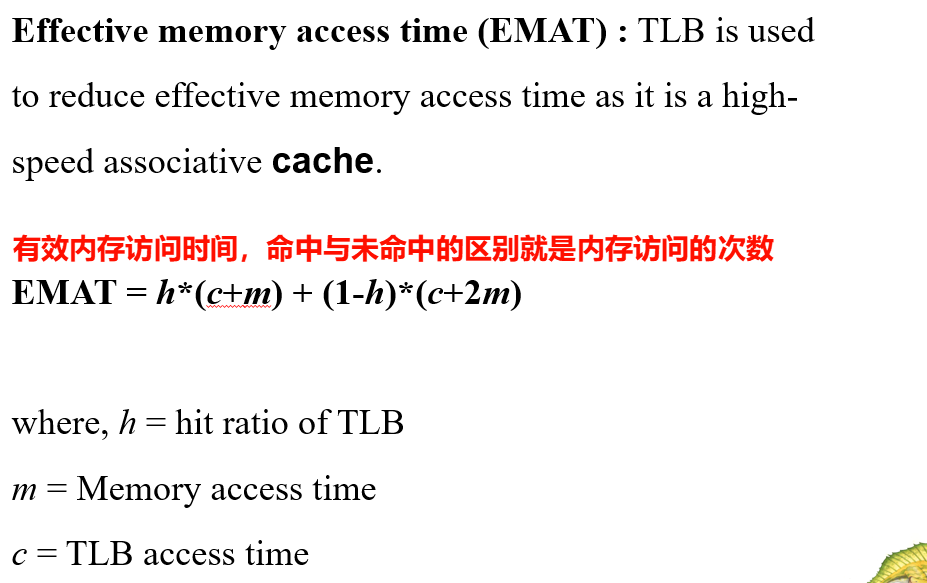 Effective memory access time (EMAT) : TLB is used
to reduce effective memory access time as it is a high-
speed associative cache.
有效内存访问时间，命中与未命中的区别就是内存访问的次数
EMAT = h*(c+m) + (1-h)*(c+2m)
where, h = hit ratio of TLB
m = Memory access time
c = TLB access time